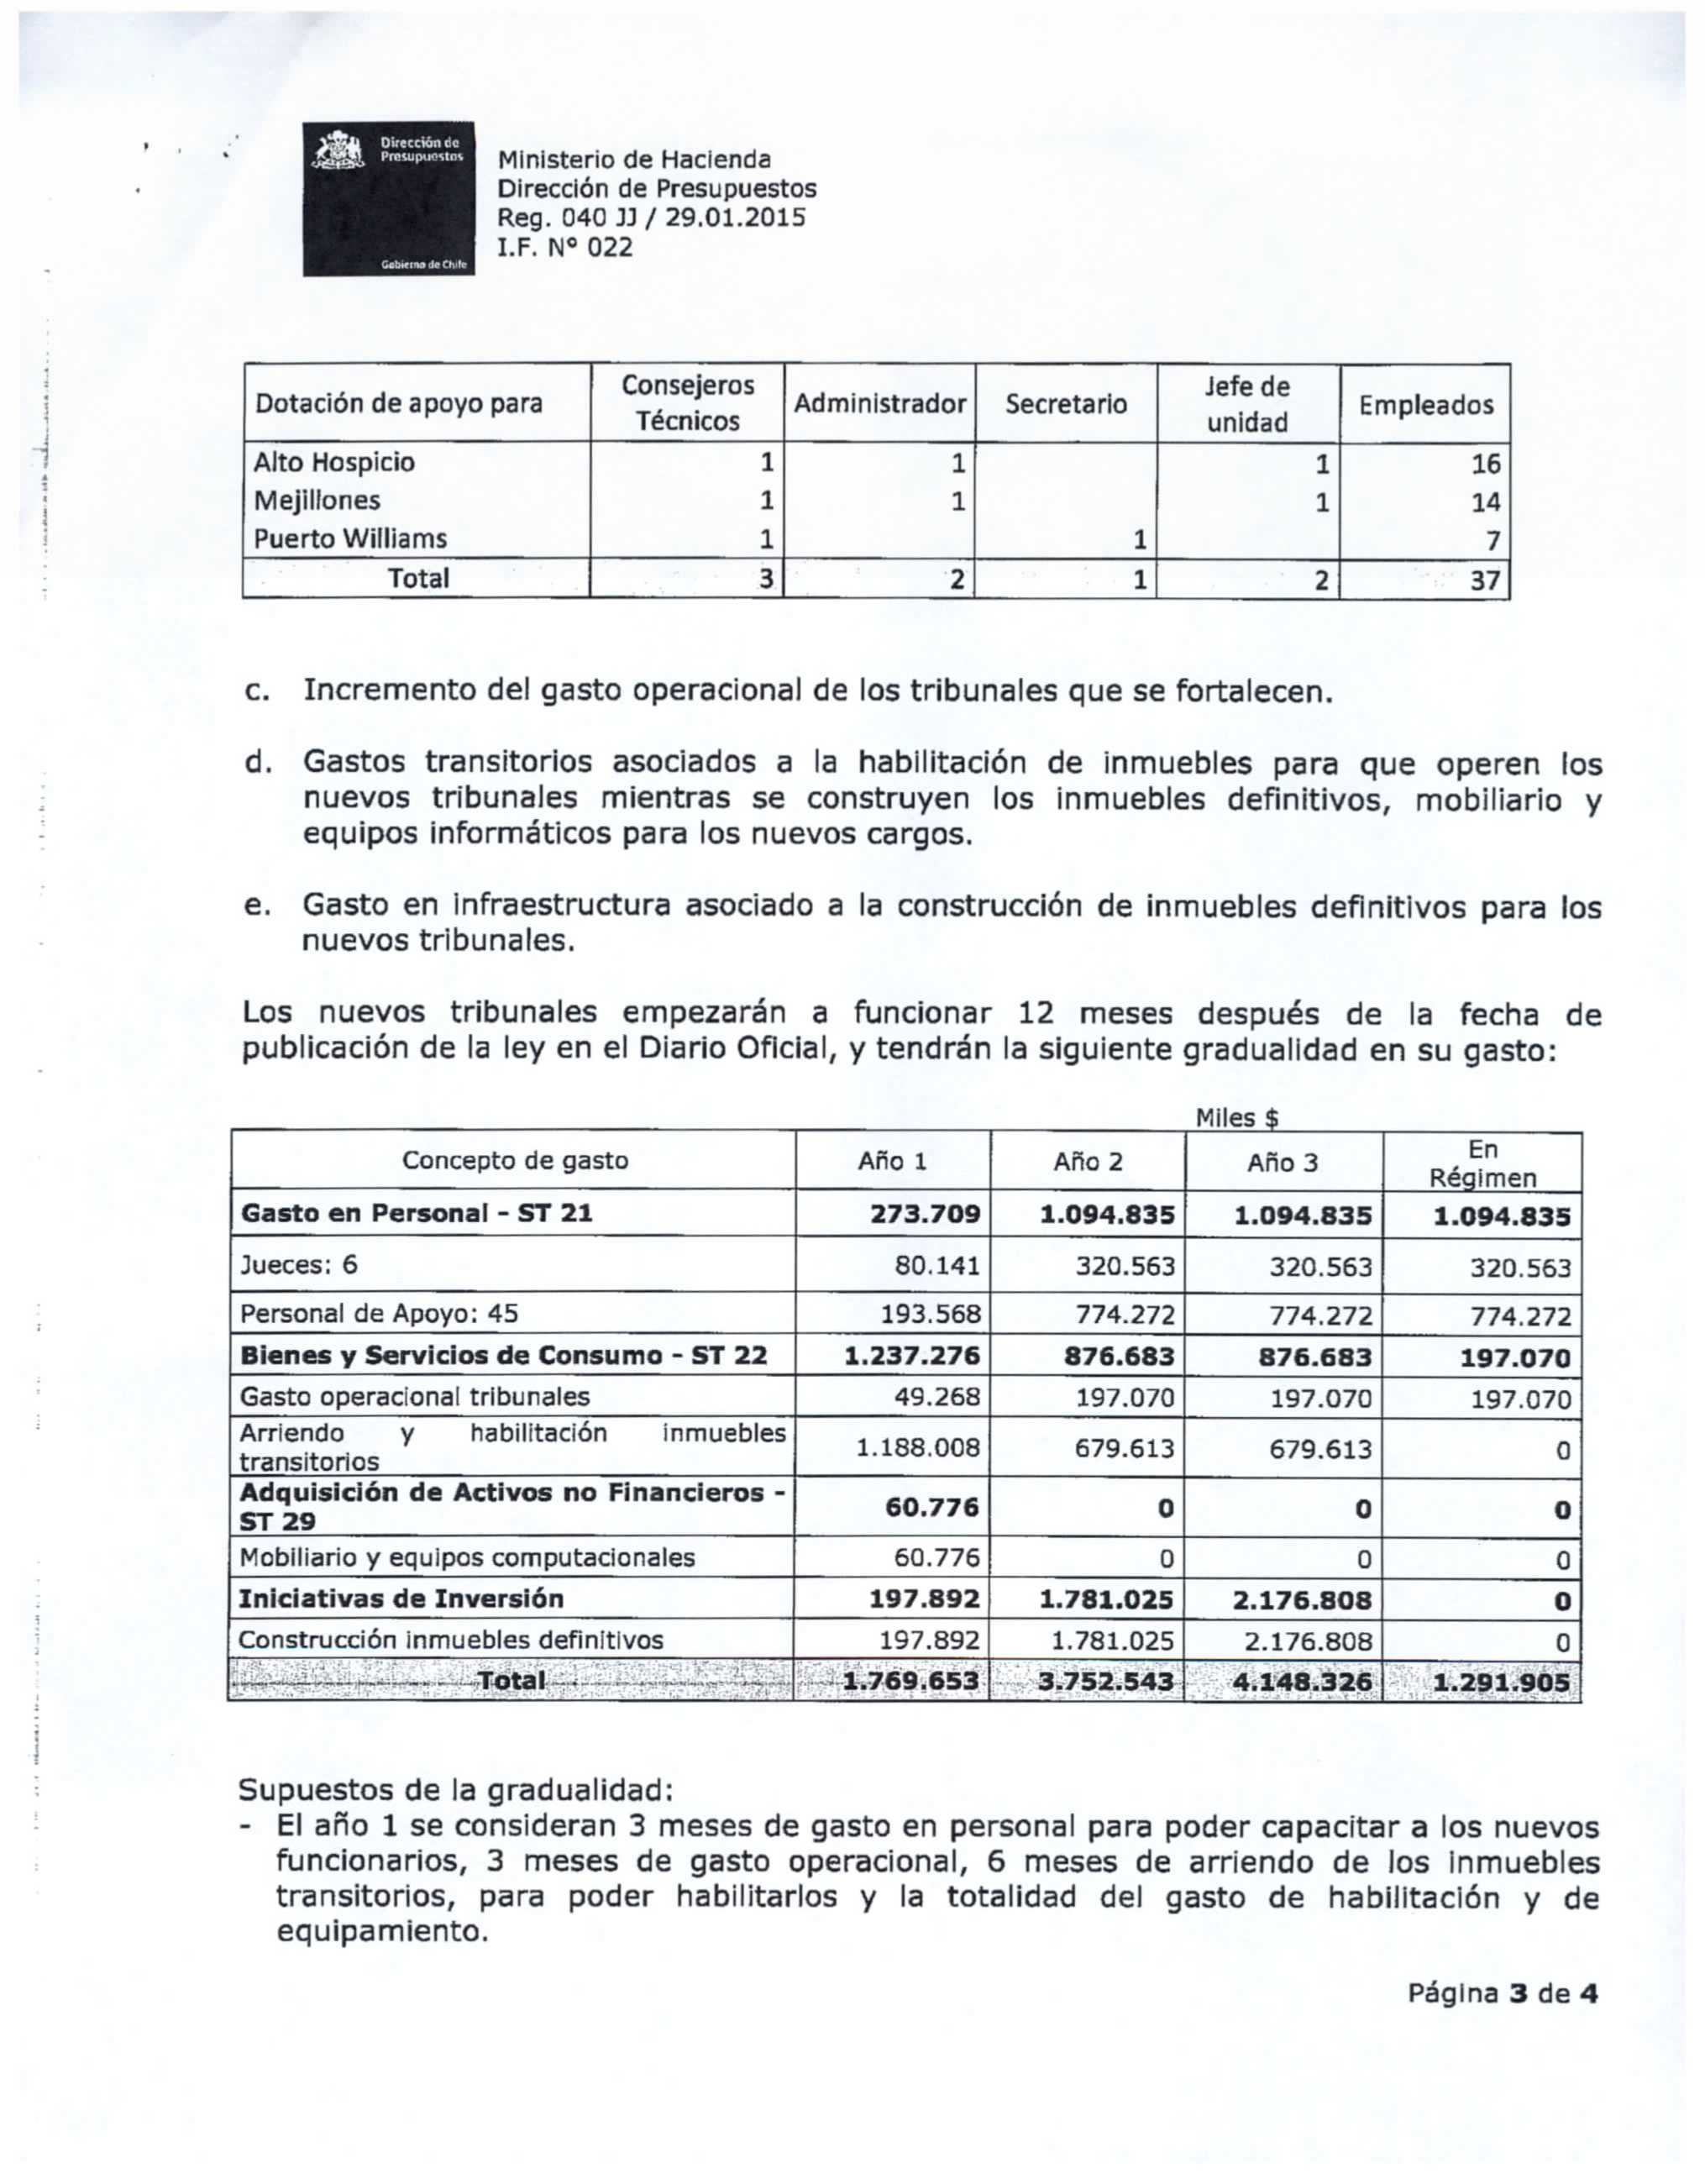 Dirección de
Presupuestos
Gobierno de Chile
Ministerio de Hacienda
Dirección de Presupuestos
Reg. 040 JJ / 29.01.2015
I.F. Nº 022
Dotación de apoyo para Consejeros Técnicos Administrador Secretario Jefe de unidad Empleados
Alto Hospicio 1 1 1 16
Mejillones 1 1 1 14
Puerto Williams 1 1 7
Total 3 2 1 2 37
c. Incremento del gasto operacional de los tribunales que se fortalecen.
d. Gastos transitorios asociados a la habilitación de inmuebles para que operen los
nuevos tribunales mientras se construyen los inmuebles definitivos, mobiliario y
equipos informáticos para los nuevos cargos.
e. Gasto en infraestructura asociado a la construcción de inmuebles definitivos para los
nuevos tribunales.
Los nuevos tribunales empezarán a funcionar 12 meses después de la fecha de
publicación de la ley en el Diario Oficial, y tendrán la siguiente gradualidad en su gasto:
Miles $
Concepto de gasto Año 1 Año 2 Año 3 En Régimen
Gasto en Personal - ST 21 273.709 1.094.835 1.094.835 1.094.835
Jueces: 6 80.141 320.563 320.563 320.563
Personal de Apoyo: 45 193.568 774.272 774.272 774.272
Bienes y Servicios de Consumo - ST 22 1.237.276 876.683 876.683 197.070
Gasto operacional tribunales 49.268 197.070 197.070 197.070
Arriendo y habilitación inmuebles
transitorios 1.188.008 679.613 679.613 0
Adquisición de Activos no Financieros -
ST 29 60.776 0 0 0
Mobiliario y equipos computacionales 60.776 0 0 0
Iniciativas de Inversión 197.892 1.781.025 2.176.808 0
Construcción inmuebles definitivos 197.892 1.781.025 2.176.808 0
Total 1.769.653 3.752.543 4.148.326 1.291.905
Supuestos de la gradualidad:
- El año 1 se consideran 3 meses de gasto en personal para poder capacitar a los nuevos
funcionarios, 3 meses de gasto operacional, 6 meses de arriendo de los inmuebles
transitorios, para poder habilitarlos y la totalidad del gasto de habilitación y de
equipamiento.
Página 3 de 4